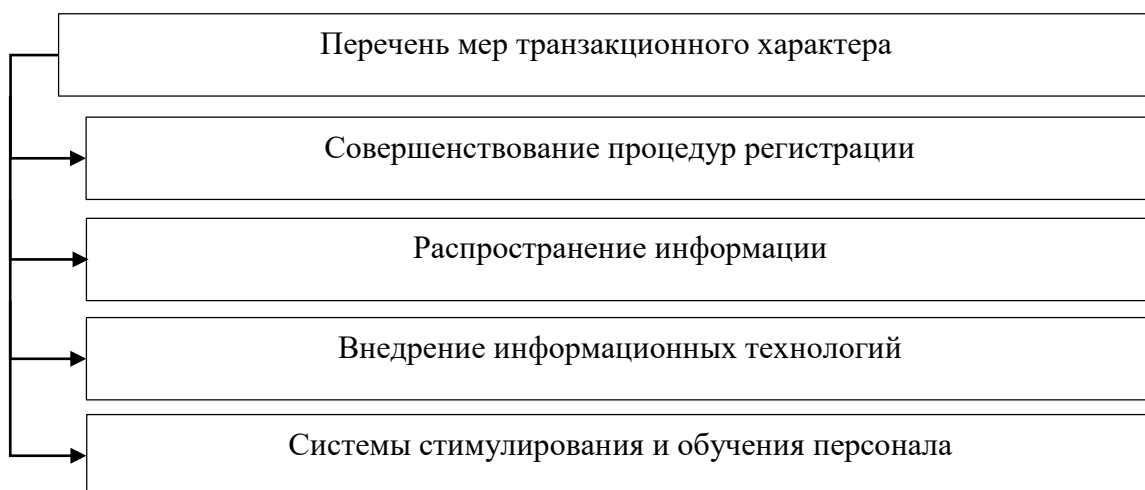 Перечень мер транзакционного характера
Совершенствование процедур регистрации
Распространение информации
Внедрение информационных технологий
Системы стимулирования и обучения персонала